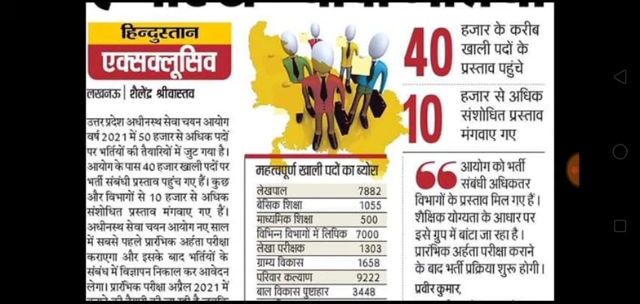 हिन्दुस्तान
एक्सक्लूसिव
लखनऊ | शैलेंद्र श्रीवास्तव
उत्तर प्रदेश अधीनस्थ सेवा चयन आयोग
वर्ष 2021 में 50 हजार से अधिक पदों
पर भर्तियों की तैयारियों में जुट गया है।
आयोग के पास 40 हजार खाली पदों पर
भर्ती संबंधी प्रस्ताव पहुंच गए हैं। कुछ
और विभागों से 10 हजार से अधिक
संशोधित प्रस्ताव मंगवाए गए हैं।
अधीनस्थ सेवा चयन आयोग नए साल
में सबसे पहले प्रारंभिक अर्हता परीक्षा
कराएगा और इसके बाद भर्तियों के
संबंध में विज्ञापन निकाल कर आवेदन
लेगा। प्रारंभिक परीक्षा अप्रैल 2021 में
महत्वपूर्ण खाली पदों का ब्योरा
लेखपाल 7882
बेसिक शिक्षा 1055
माध्यमिक शिक्षा 500
विभिन्न विभागों में लिपिक 7000
लेखा परीक्षक 1303
ग्राम्य विकास 1658
परिवार कल्याण 9222
बाल विकास पुष्टाहार 3448
40 हजार के करीब
खाली पदों के
प्रस्ताव पहुंचे
10 हजार से अधिक
संशोधित प्रस्ताव
मंगवाए गए
आयोग को भर्ती
संबंधी अधिकतर
विभागों के प्रस्ताव मिल गए हैं।
शैक्षिक योग्यता के आधार पर
इसे ग्रुप में बांटा जा रहा है।
प्रारंभिक अर्हता परीक्षा कराने
के बाद भर्ती प्रक्रिया शुरू होगी।
प्रवीर कुमार,